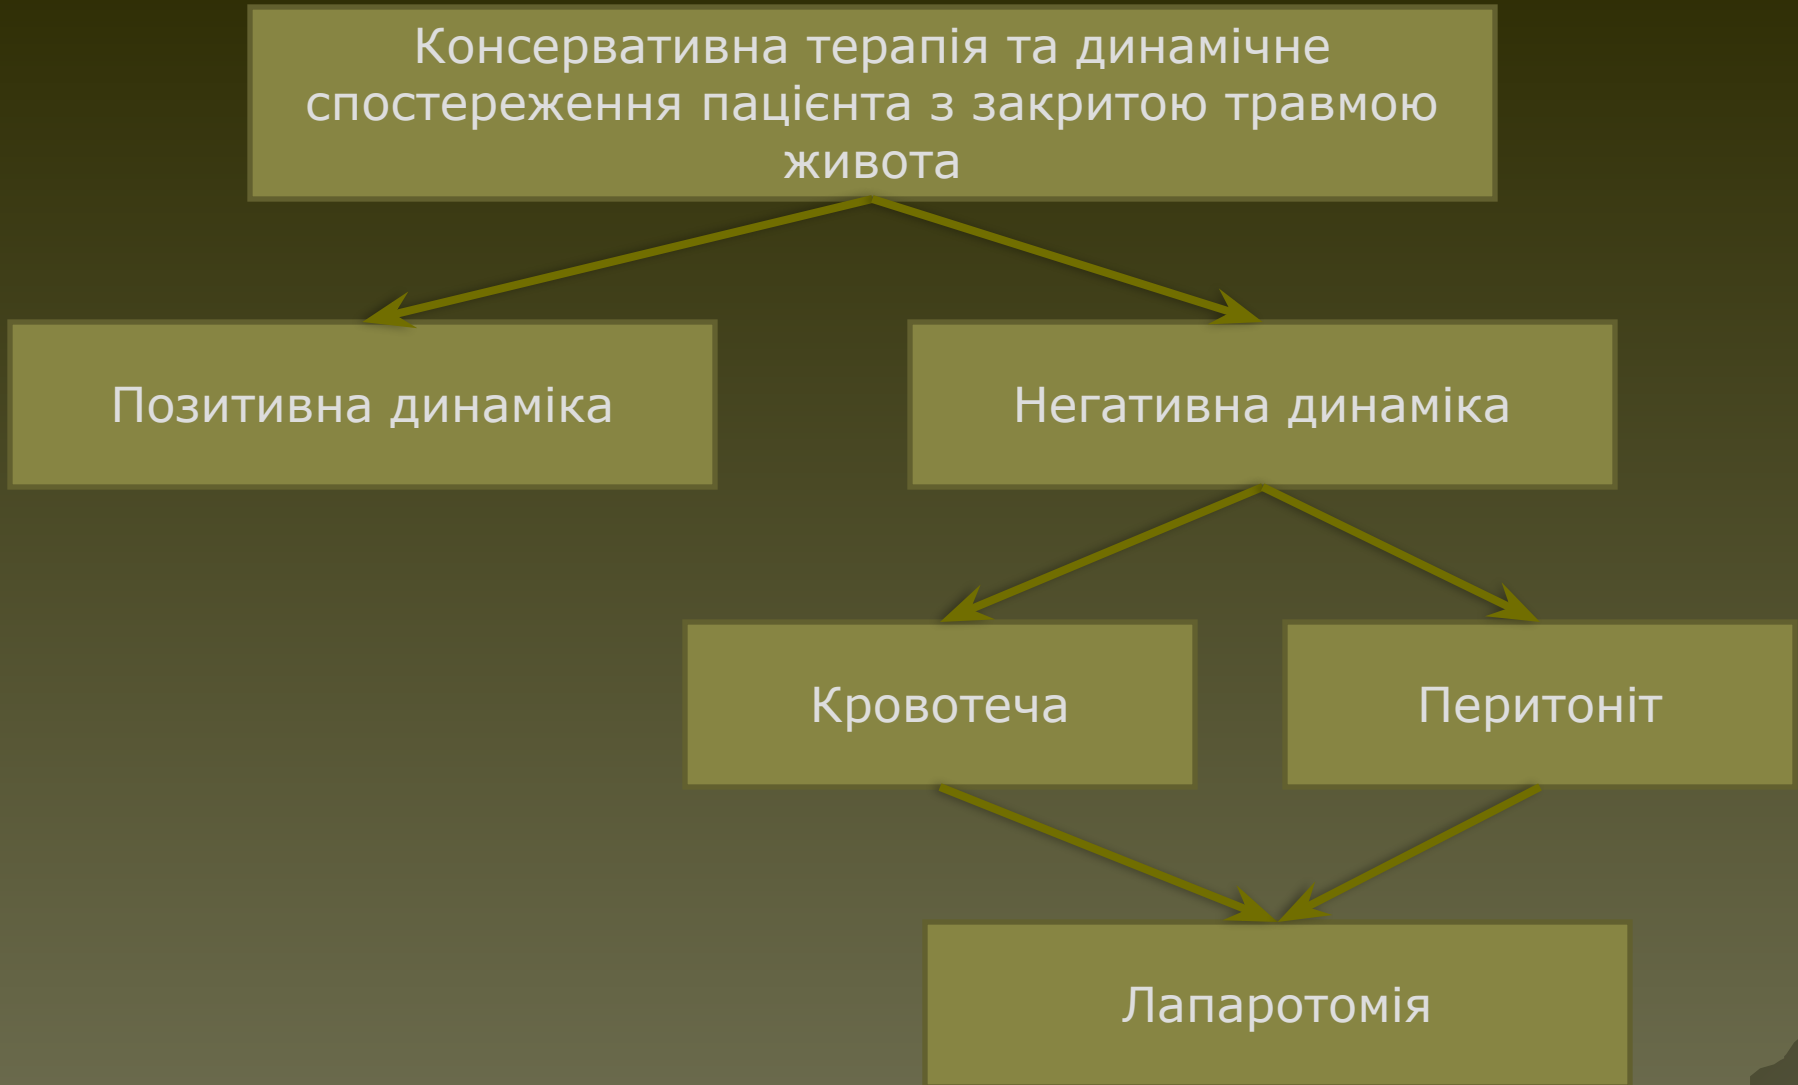 Консервативна терапія та динамічне
спостереження пацієнта з закритою травмою
живота
Позитивна динаміка
Негативна динаміка
Кровотеча
Перитоніт
Лапаротомія